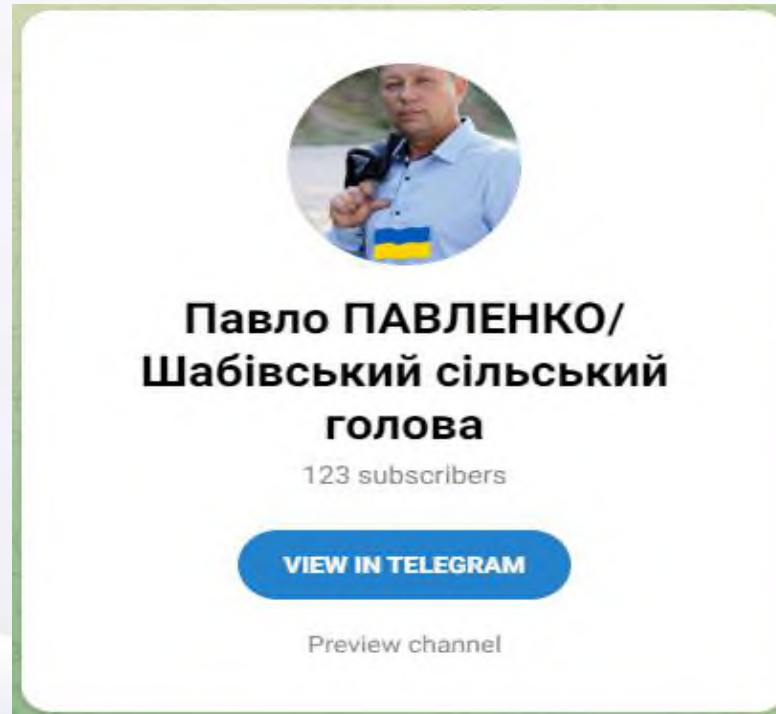 Павло ПАВЛЕНКО/
Шабівський сільський
голова
123 subscribers
VIEW IN TELEGRAM
Preview channel